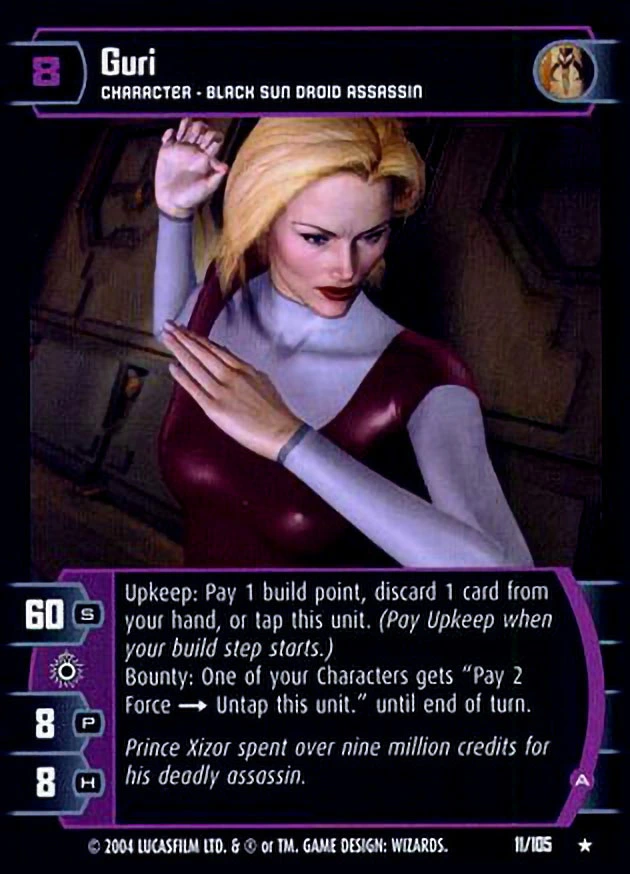 8
Guri
CHARACTER - BLACK SUN DROID ASSASSIN
60 S
8 P
8 H
Upkeep: Pay 1 build point, discard 1 card from
your hand, or tap this unit. (Pay Upkeep when
your build step starts.)
Bounty: One of your Characters gets “Pay 2
Force → Untap this unit.” until end of turn.
Prince Xizor spent over nine million credits for
his deadly assassin.
A
© 2004 LUCASFILM LTD. & ® or TM. GAME DESIGN: WIZARDS.
11/105 ★